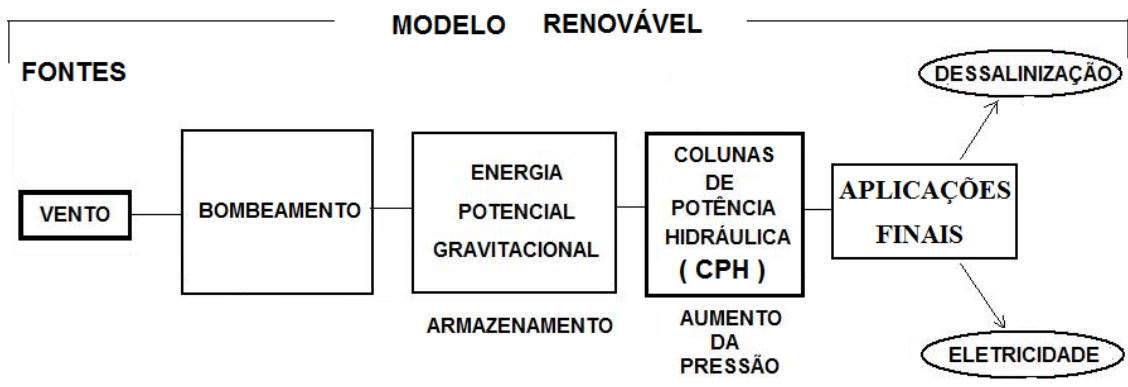 MODELO RENOVÁVEL
FONTES
VENTO
BOMBEAMENTO
ENERGIA
POTENCIAL
GRAVITACIONAL
ARMAZENAMENTO
COLUNAS
DE
POTÊNCIA
HIDRÁULICA
( CPH )
AUMENTO
DA
PRESSÃO
APLICAÇÕES
FINAIS
DESSALINIZAÇÃO
ELETRICIDADE